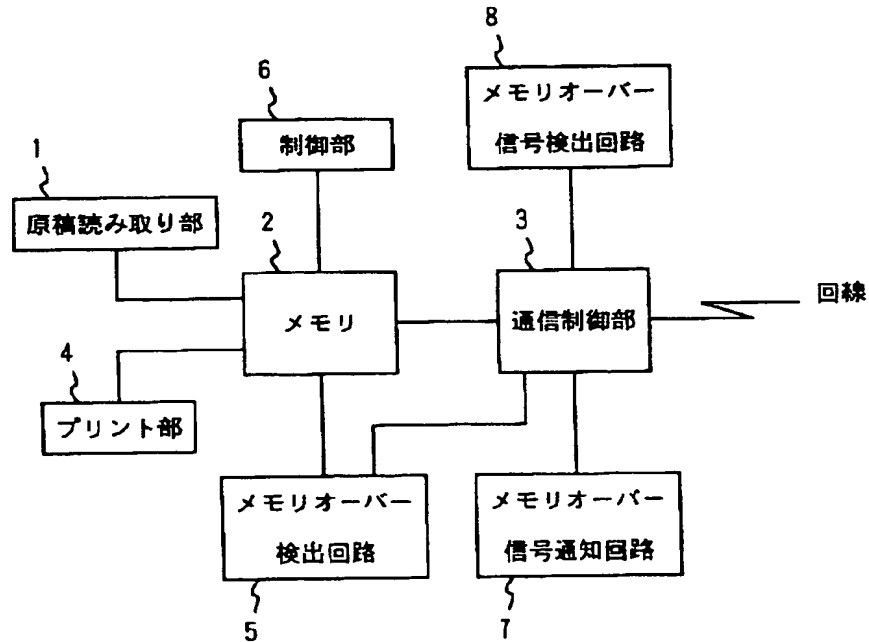 8
メモリオーバー
信号検出回路
6
制御部
1
原稿読み取り部
2
メモリ
3
通信制御部
回線
4
プリント部
メモリオーバー
検出回路
5
メモリオーバー
信号通知回路
7